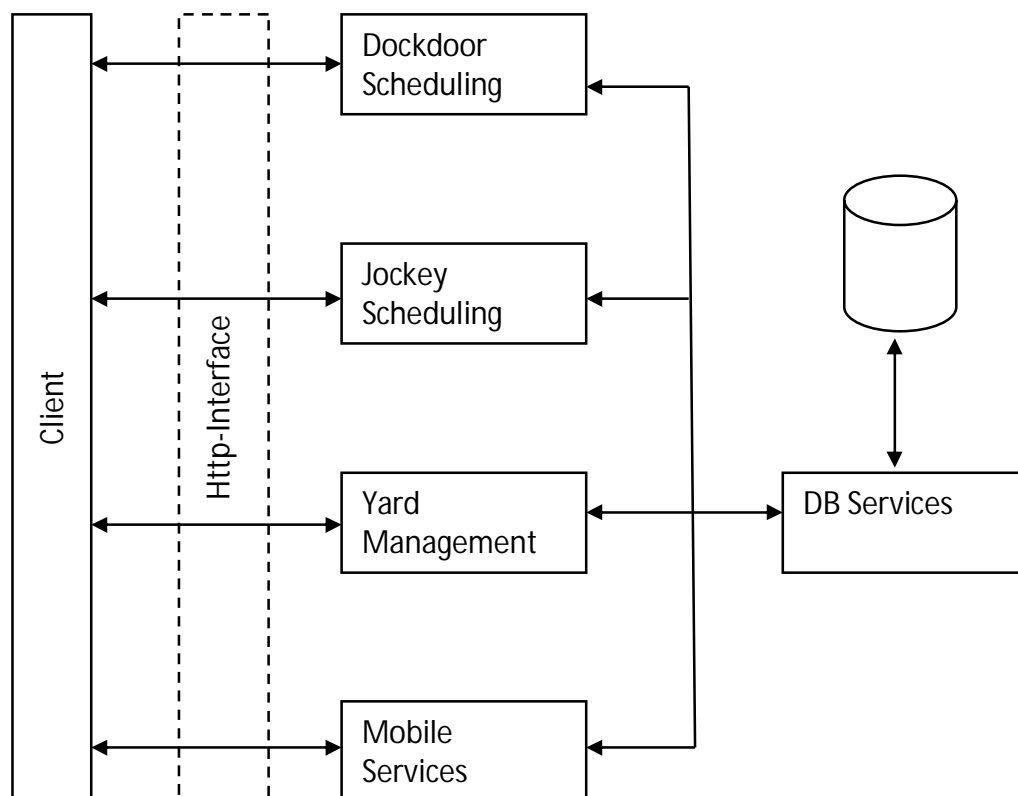 Dockdoor
Scheduling
Jockey
Scheduling
Client
Http-Interface
Yard
Management
DB Services
Mobile
Services